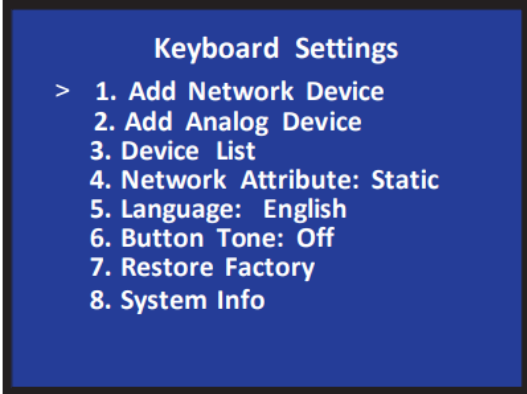 Keyboard Settings
> 1. Add Network Device
2. Add Analog Device
3. Device List
4. Network Attribute: Static
5. Language: English
6. Button Tone: Off
7. Restore Factory
8. System Info